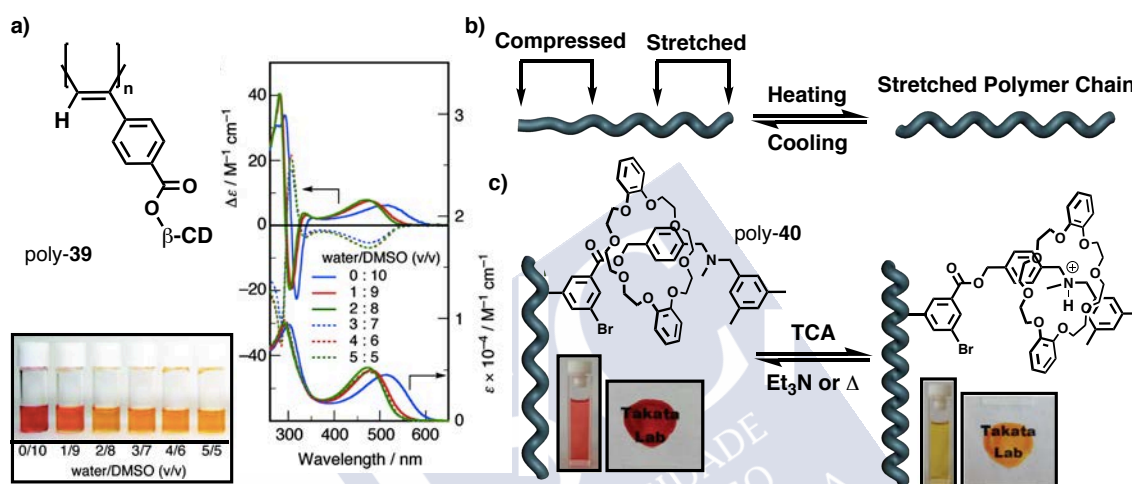 a)
n
H
O
O
β-CD
poly-39
Δε / M⁻¹ cm⁻¹
40
20
0
−20
−40
3
2
1
0
ε × 10⁻⁴ / M⁻¹ cm⁻¹
water/DMSO (v/v)
0 : 10
1 : 9
2 : 8
3 : 7
4 : 6
5 : 5
300 400 500 600
Wavelength / nm
0/10 1/9 2/8 3/7 4/6 5/5
water/DMSO (v/v)
b)
Compressed Stretched
Heating
Cooling
Stretched Polymer Chain
c)
poly-40
O
O
O
O
O
O
O
O
O
O
N
Br
Takata
Lab
TCA
Et₃N or Δ
O
O
O
O
O
O
O
O
O
O
N
⊕
H
Br
Takata
Lab